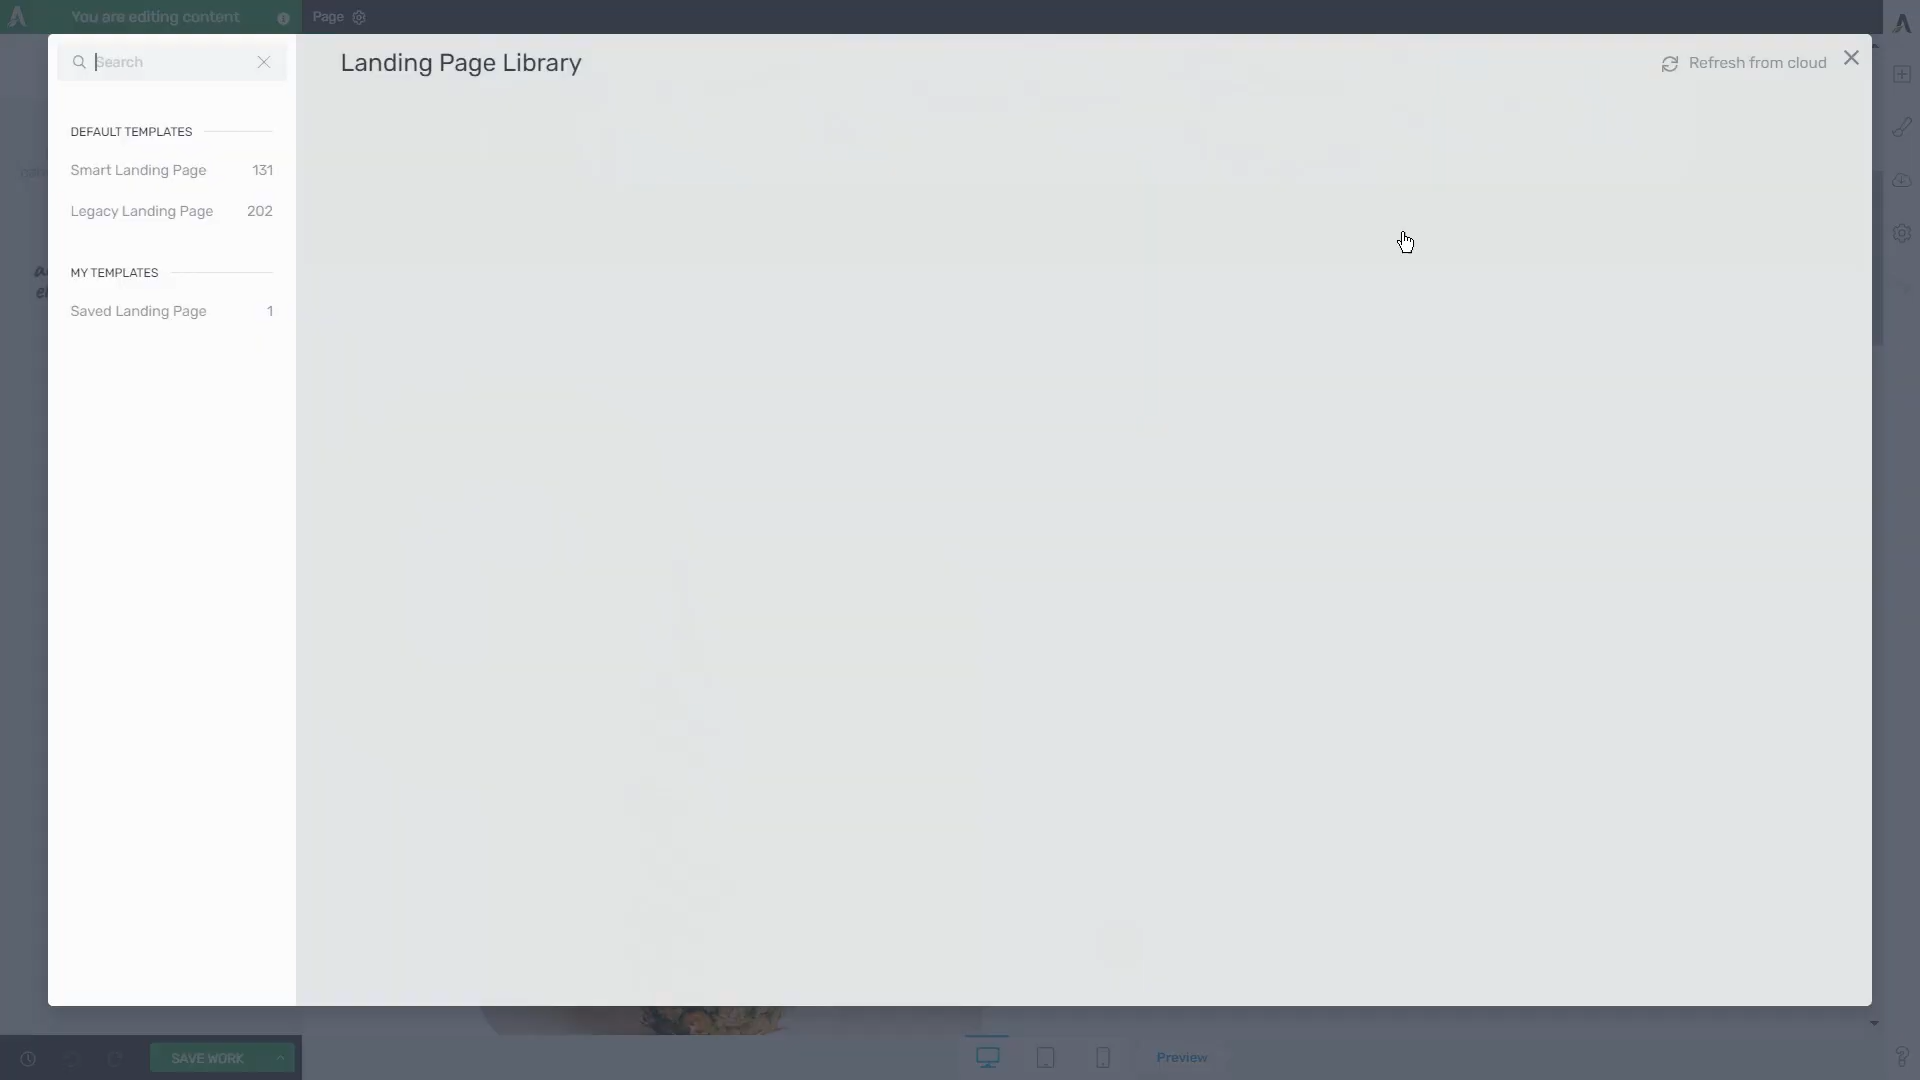 You are editing content
Page
Search
Landing Page Library
Refresh from cloud
DEFAULT TEMPLATES
Smart Landing Page 131
Legacy Landing Page 202
MY TEMPLATES
Saved Landing Page 1
SAVE WORK
Preview